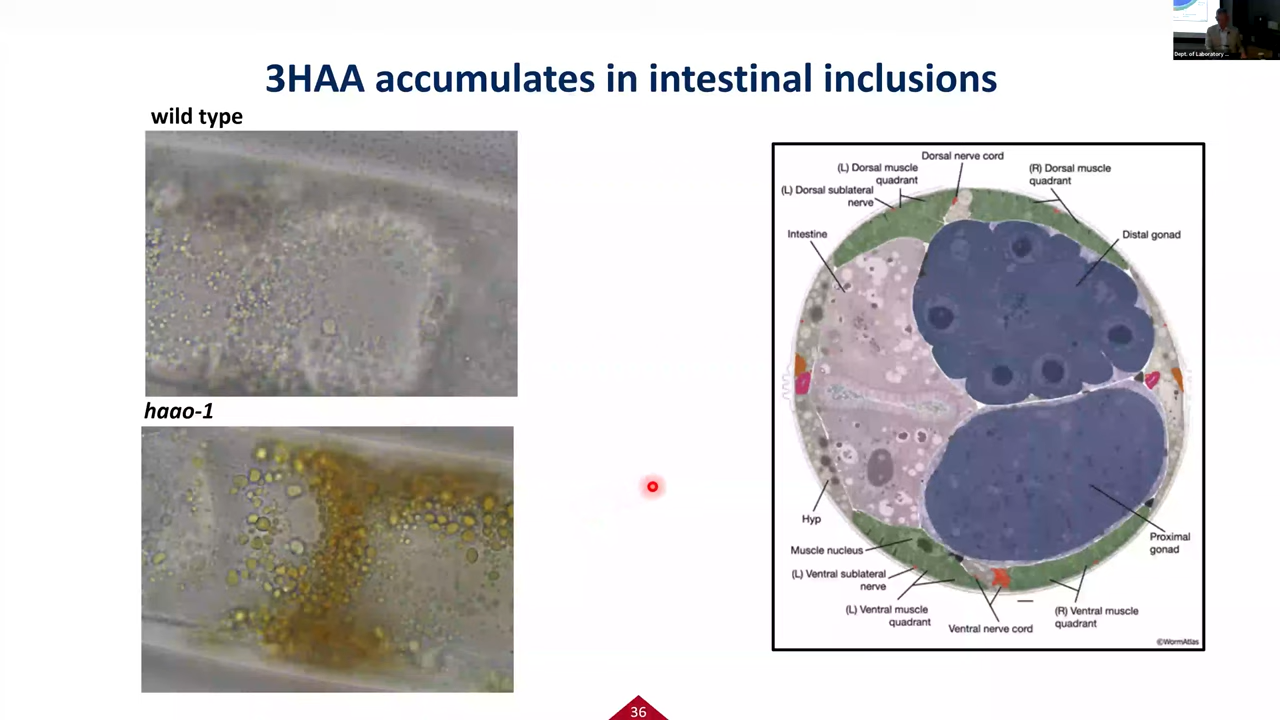 Dept. of Laboratory ...
3HAA accumulates in intestinal inclusions
wild type
haao-1
Dorsal nerve cord
(L) Dorsal muscle
quadrant
(R) Dorsal muscle
quadrant
(L) Dorsal sublateral
nerve
Intestine
Distal gonad
Hyp
Proximal
gonad
Muscle nucleus
(L) Ventral sublateral
nerve
(L) Ventral muscle
quadrant
Ventral nerve cord
(R) Ventral muscle
quadrant
©WormAtlas
36